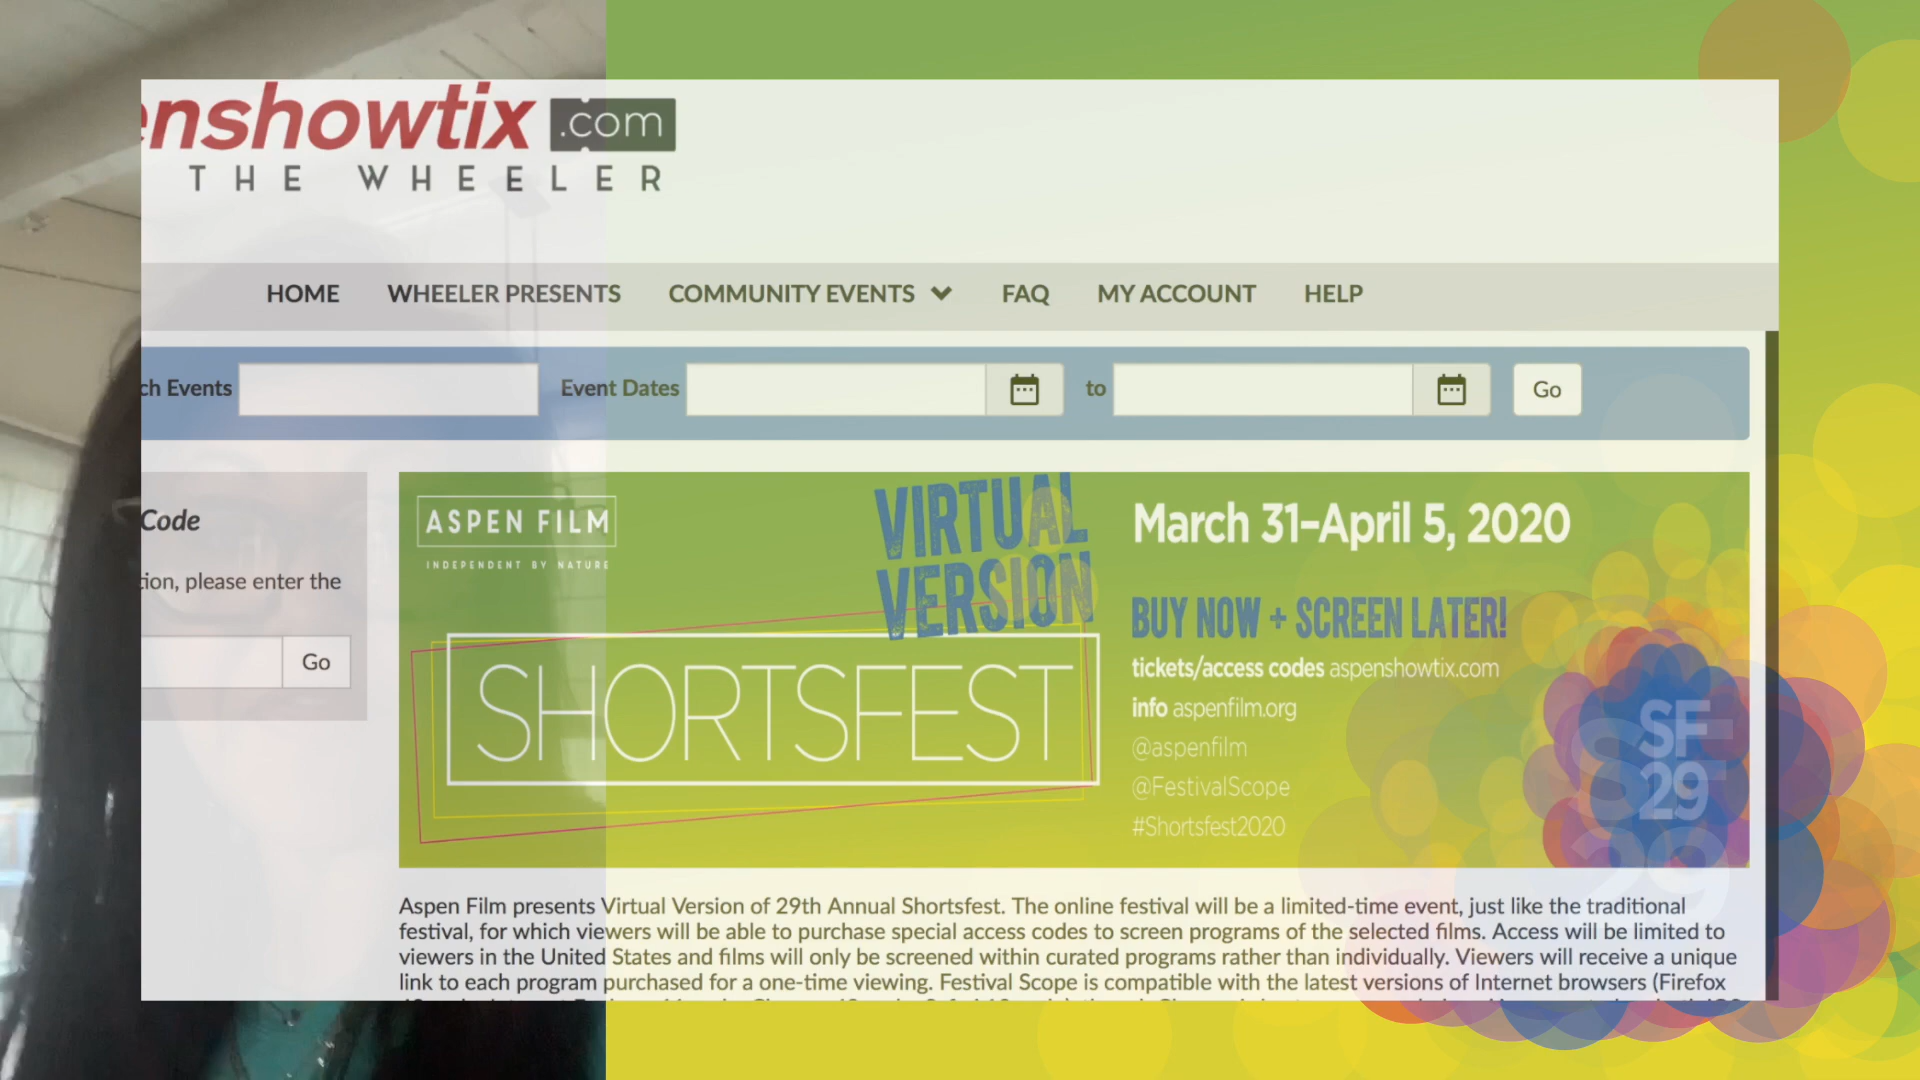 enshowtix .com
THE WHEELER
HOME WHEELER PRESENTS COMMUNITY EVENTS FAQ MY ACCOUNT HELP
ch Events Event Dates to Go
Code
tion, please enter the
Go
ASPEN FILM
INDEPENDENT BY NATURE
VIRTUAL
VERSION
SHORTSFEST
March 31-April 5, 2020
BUY NOW + SCREEN LATER!
tickets/access codes aspenshowtix.com
info aspenfilm.org
@aspenfilm
@FestivalScope
#Shortsfest2020
SF
29
SF
29
Aspen Film presents Virtual Version of 29th Annual Shortsfest. The online festival will be a limited-time event, just like the traditional
festival, for which viewers will be able to purchase special access codes to screen programs of the selected films. Access will be limited to
viewers in the United States and films will only be screened within curated programs rather than individually. Viewers will receive a unique
link to each program purchased for a one-time viewing. Festival Scope is compatible with the latest versions of Internet browsers (Firefox